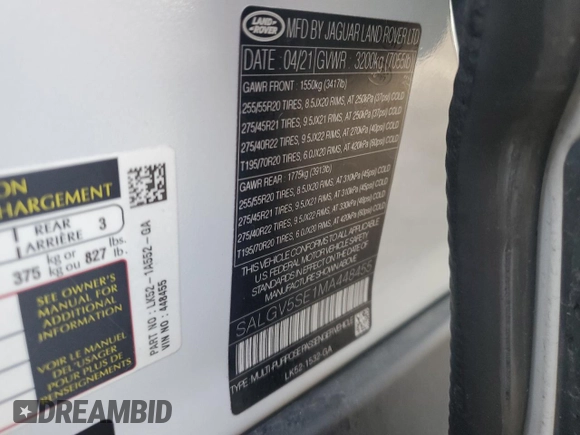 LAND ROVER
MFD BY JAGUAR LAND ROVER LTD
DATE 04/21 GVWR 3200kg (7055lb)
GAWR FRONT : 1550kg (3417lb)
255/55R20 TIRES, 8.5JX20 RIMS, AT 250kPa (37psi) COLD
275/45R21 TIRES, 9.5JX21 RIMS, AT 250kPa (37psi) COLD
275/40R22 TIRES, 9.5JX22 RIMS, AT 270kPa (40psi) COLD
T195/70R20 TIRES, 6.0JX20 RIMS, AT 420kPa (60psi) COLD
GAWR REAR : 1775kg (3913lb)
255/55R20 TIRES, 8.5JX20 RIMS, AT 310kPa (45psi) COLD
275/45R21 TIRES, 9.5JX21 RIMS, AT 310kPa (45psi) COLD
275/40R22 TIRES, 9.5JX22 RIMS, AT 330kPa (48psi) COLD
T195/70R20 TIRES, 6.0JX20 RIMS, AT 420kPa (60psi) COLD
THIS VEHICLE CONFORMS TO ALL APPLICABLE
U.S. FEDERAL MOTOR VEHICLE SAFETY
STANDARDS IN EFFECT ON THE DATE OF
MANUFACTURE SHOWN ABOVE.
SALGV5SE1MA448455
TYPE: MULTI-PURPOSE PASSENGER VEHICLE
LK52-1532-GA
ON
CHARGEMENT
REAR
ARRIÈRE 3
375 kg or kg ou 827 lbs. lb.
SEE OWNER'S
MANUAL FOR
ADDITIONAL
INFORMATION
VOIR LE MANUEL
DE L'USAGER
POUR PLUS DE
RENSEIGNEMENTS
PART NO : LK52-1A552-GA
VIN NO : 448455
DREAMBID